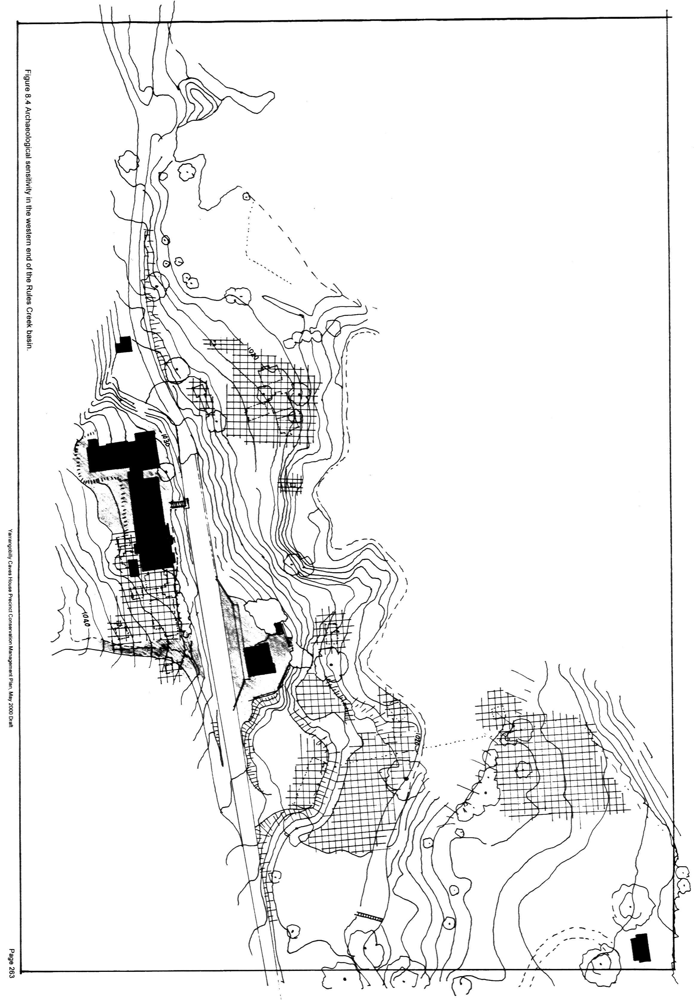 1020
1030
1040
1020
Figure 8.4 Archaeological sensitivity in the western end of the Rules Creek basin.
Yarrangobilly Caves House Precinct Conservation Management Plan, May 2000 Draft
Page 263